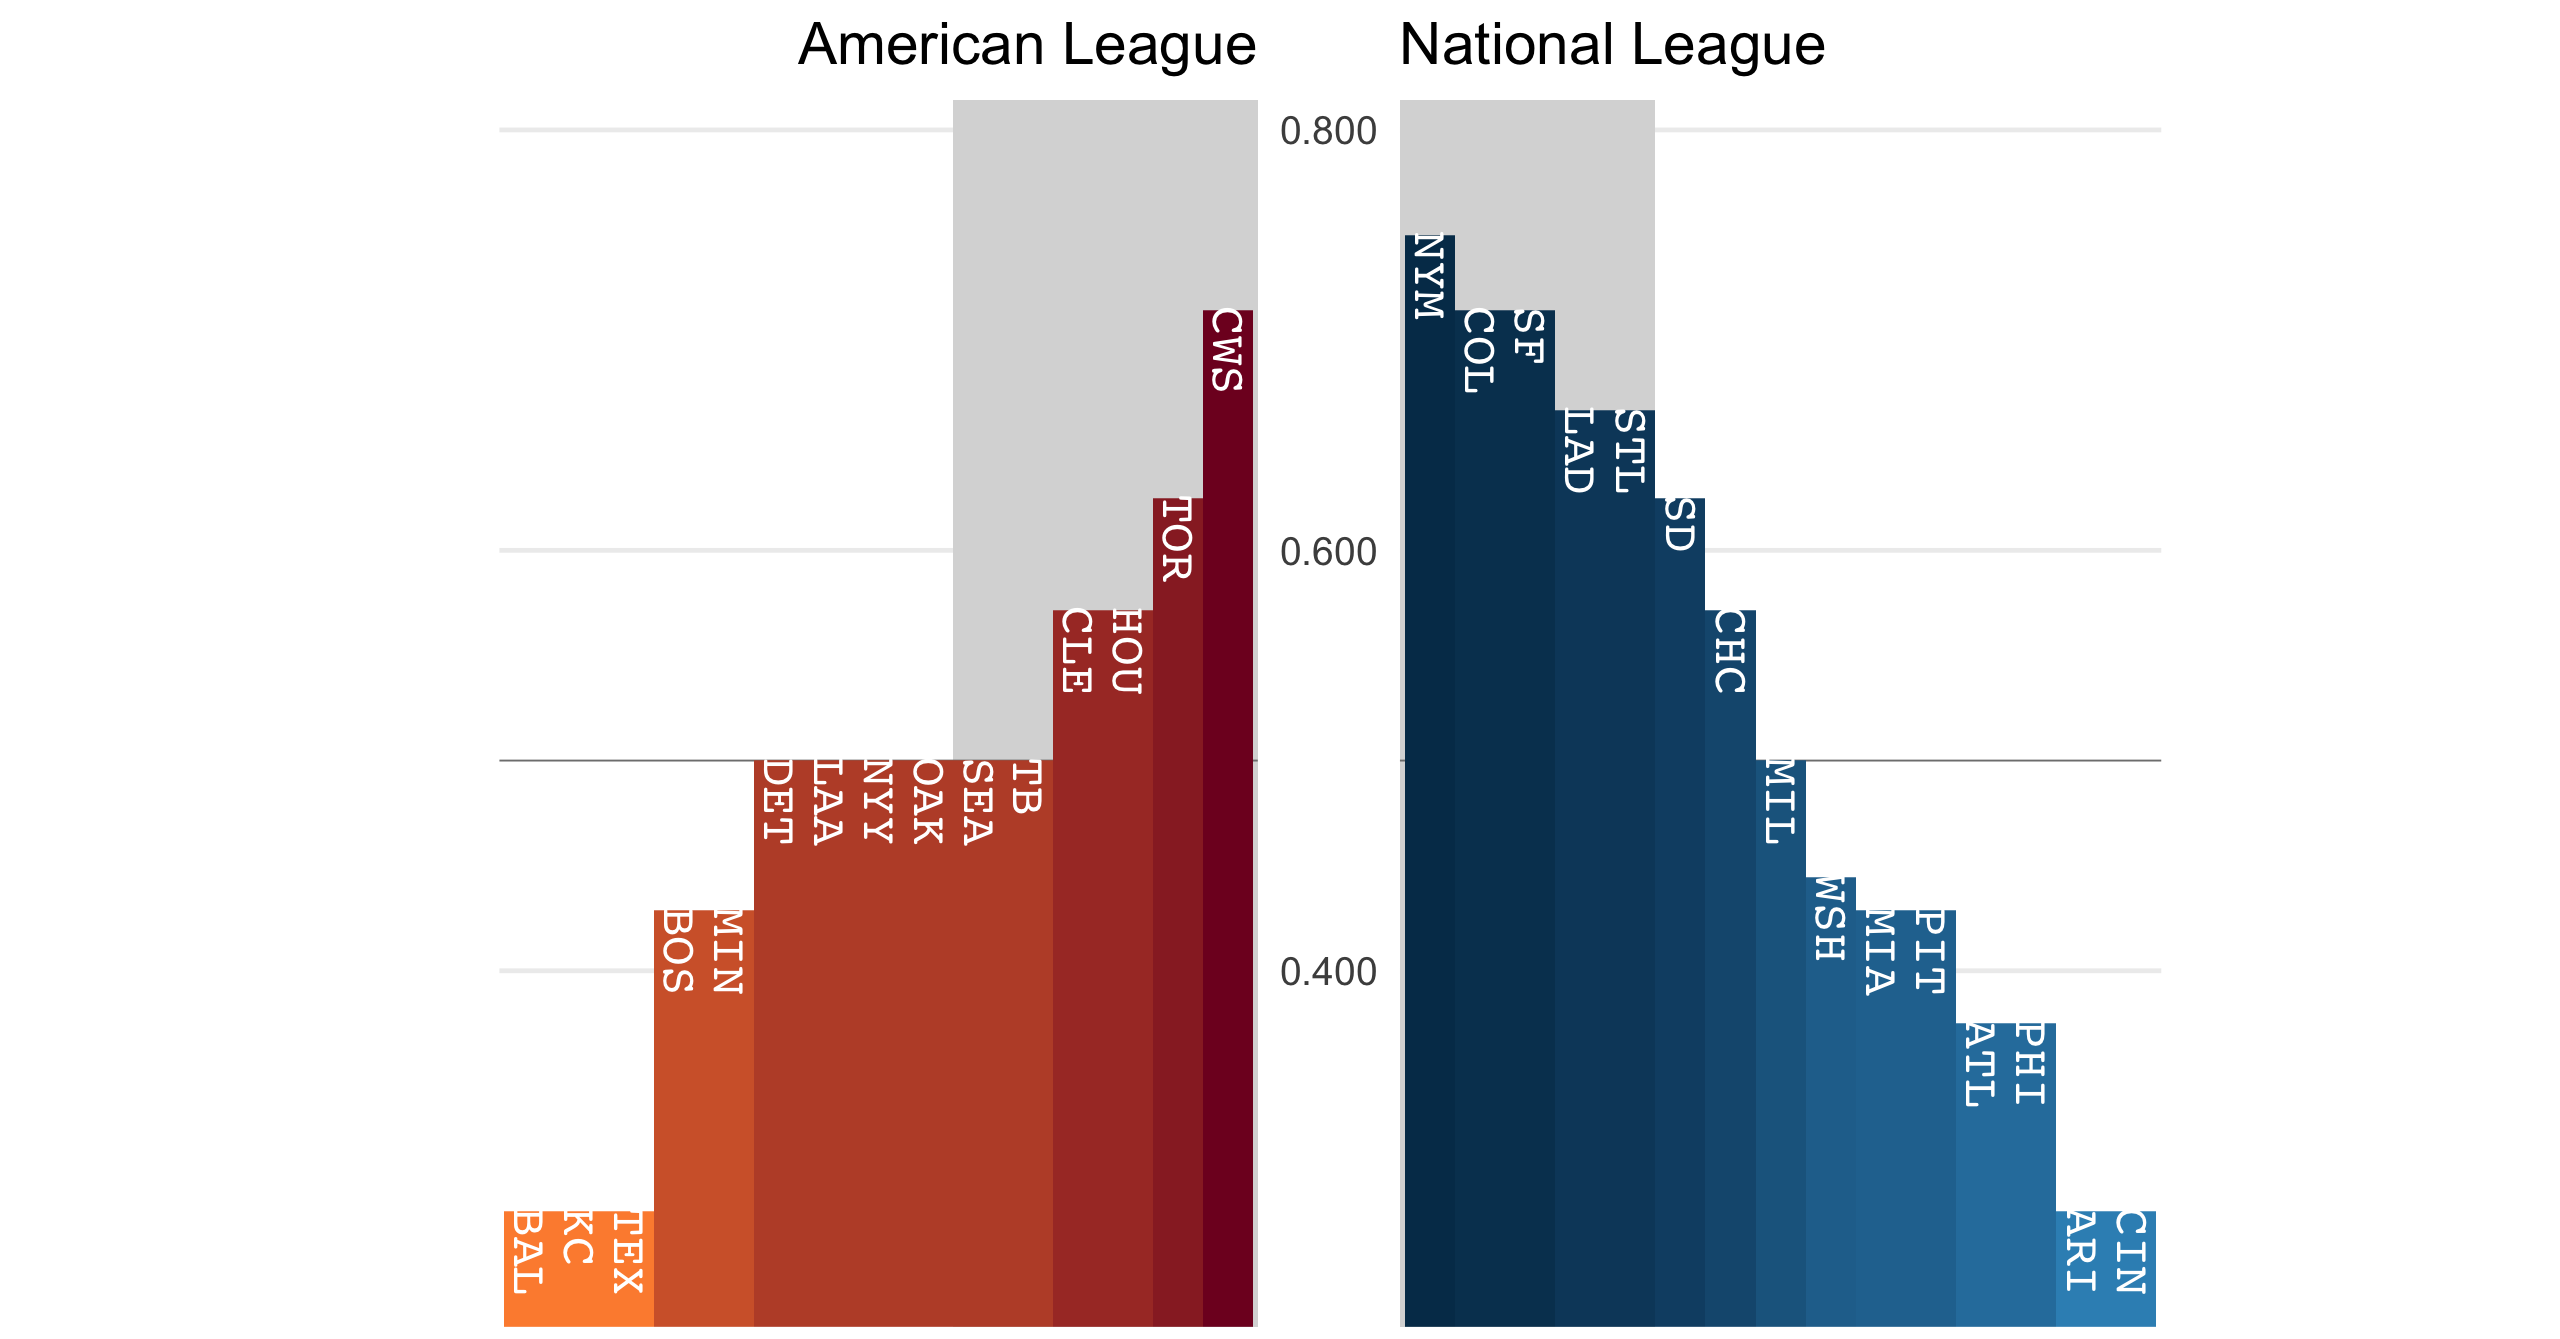 American League
National League
0.800
0.600
0.400
BAL
KC
TEX
BOS
MIN
DET
LAA
NYY
OAK
SEA
TB
CLE
HOU
TOR
CWS
NYM
COL
SF
LAD
STL
SD
CHC
MIL
WSH
MIA
PIT
ATL
PHI
ARI
CIN